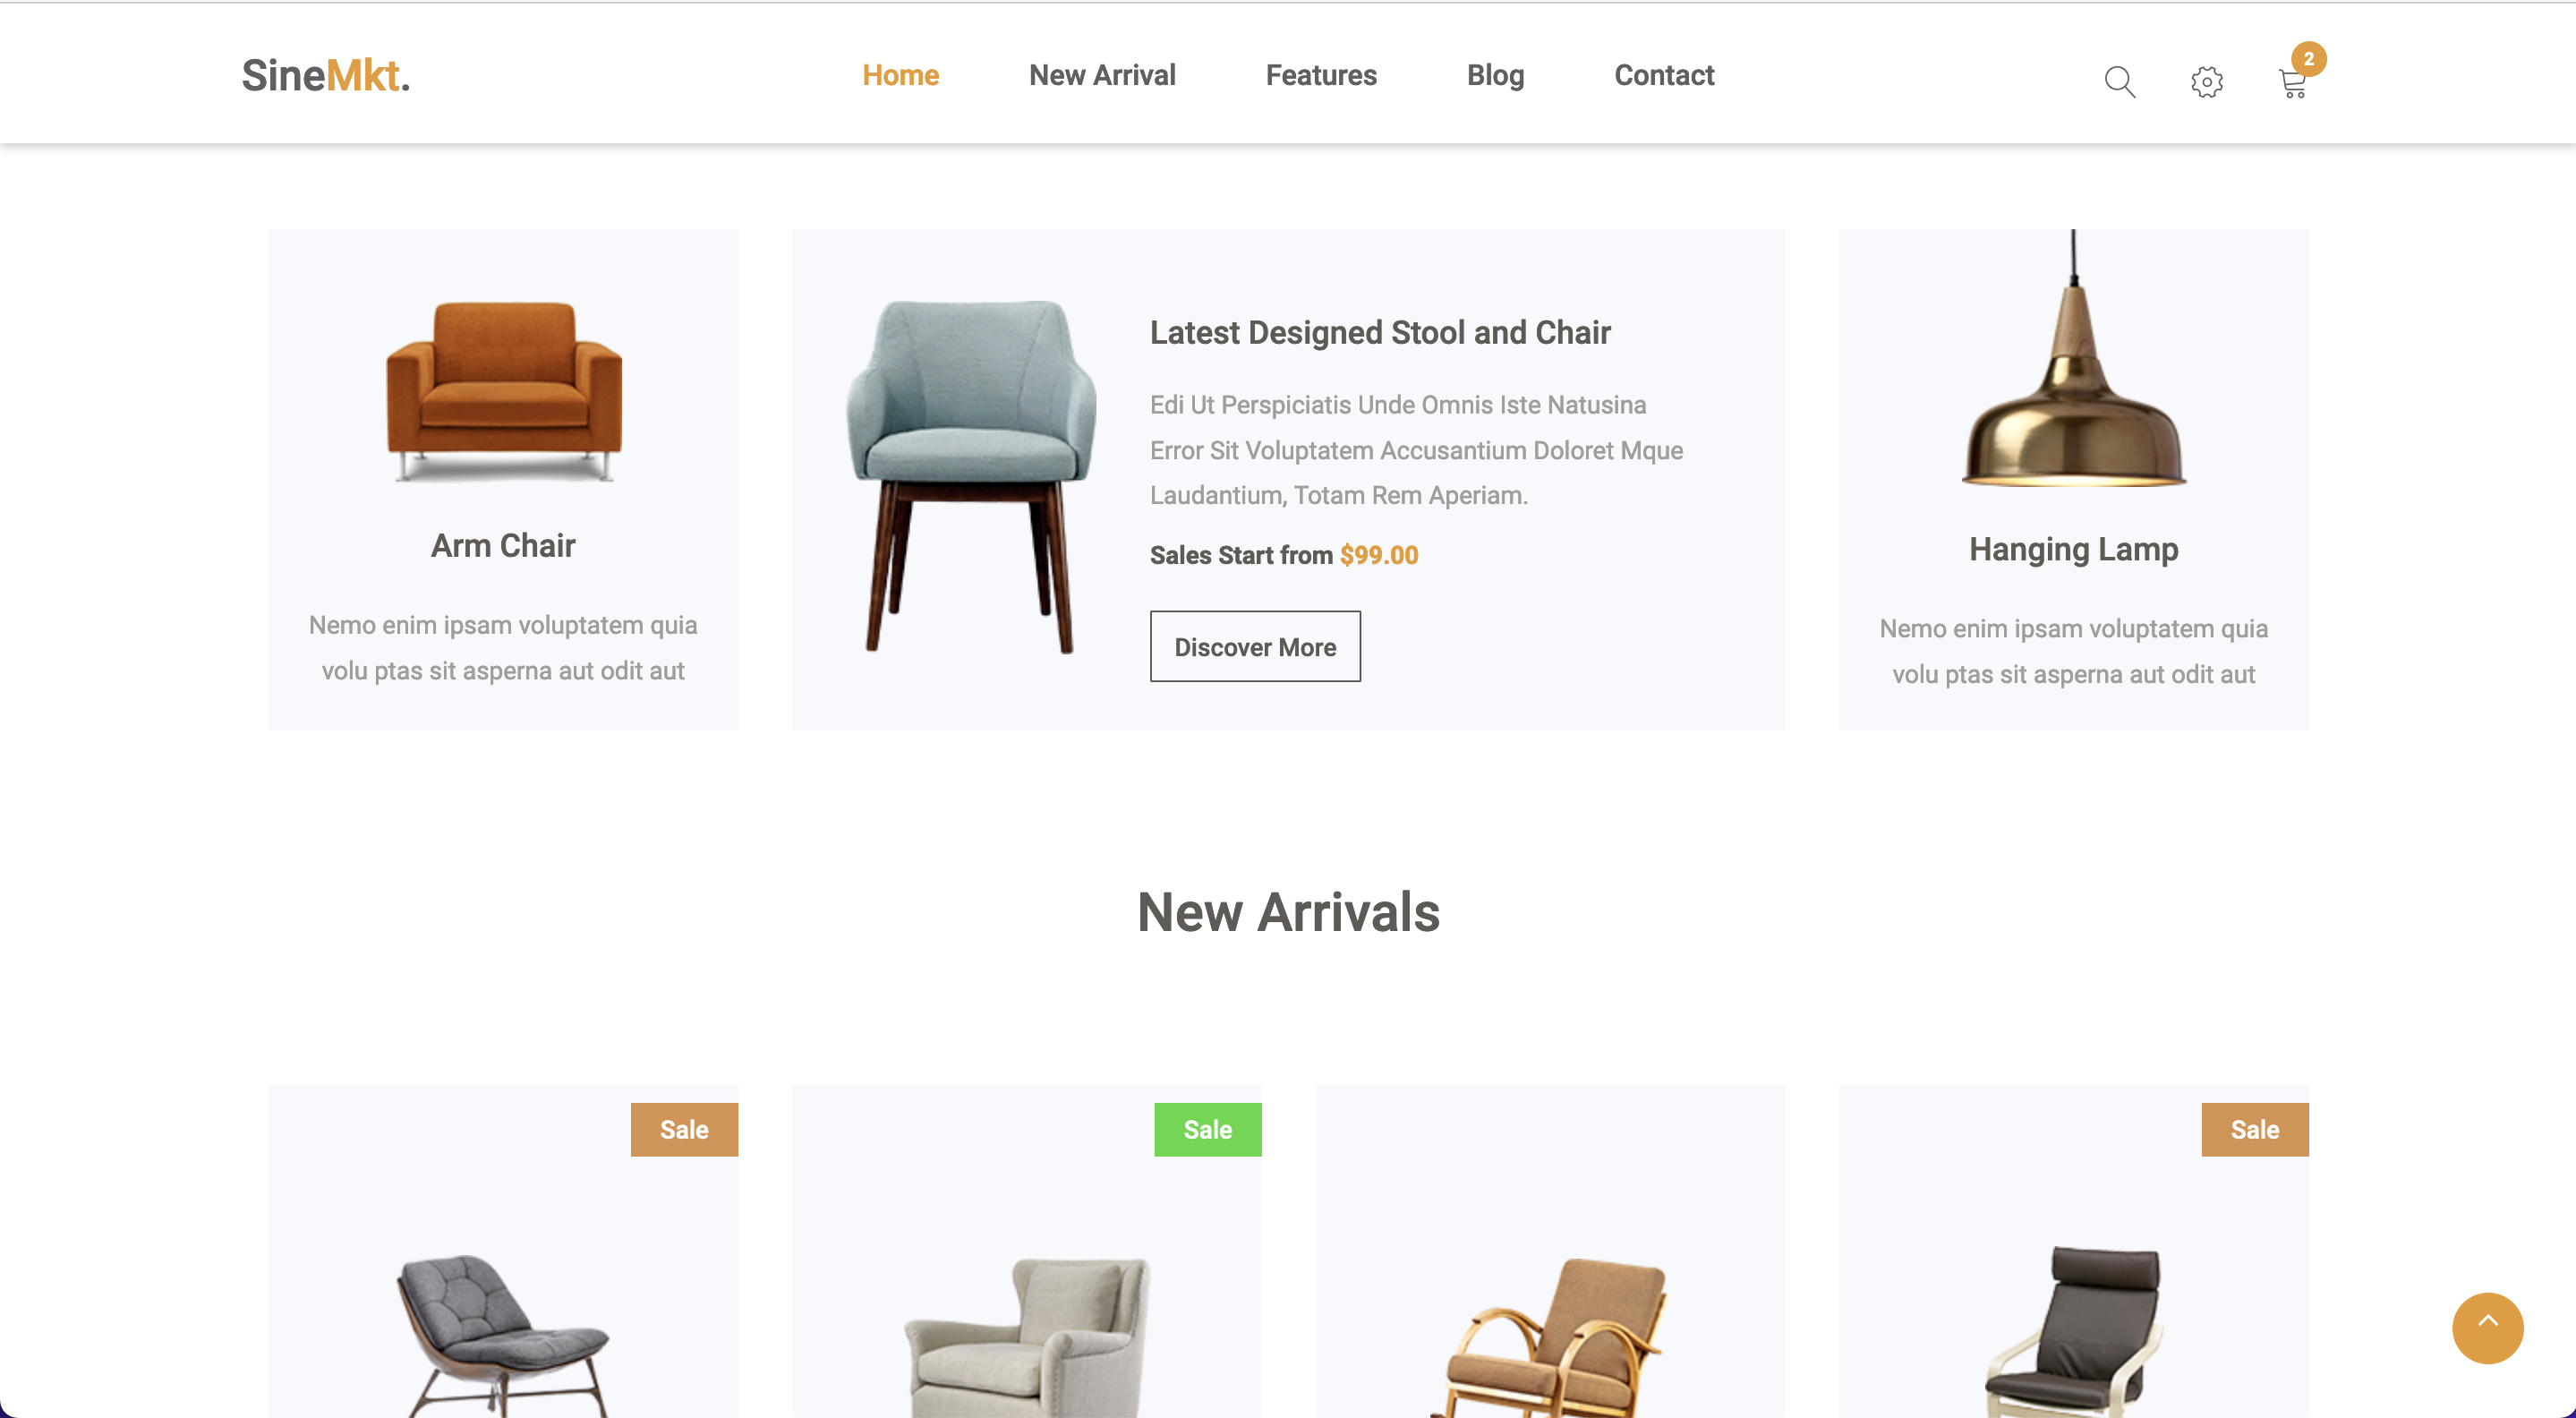 SineMkt.
Home New Arrival Features Blog Contact
2
Arm Chair
Nemo enim ipsam voluptatem quia
volu ptas sit asperna aut odit aut
Latest Designed Stool and Chair
Edi Ut Perspiciatis Unde Omnis Iste Natusina
Error Sit Voluptatem Accusantium Doloret Mque
Laudantium, Totam Rem Aperiam.
Sales Start from $99.00
Discover More
Hanging Lamp
Nemo enim ipsam voluptatem quia
volu ptas sit asperna aut odit aut
New Arrivals
Sale
Sale
Sale